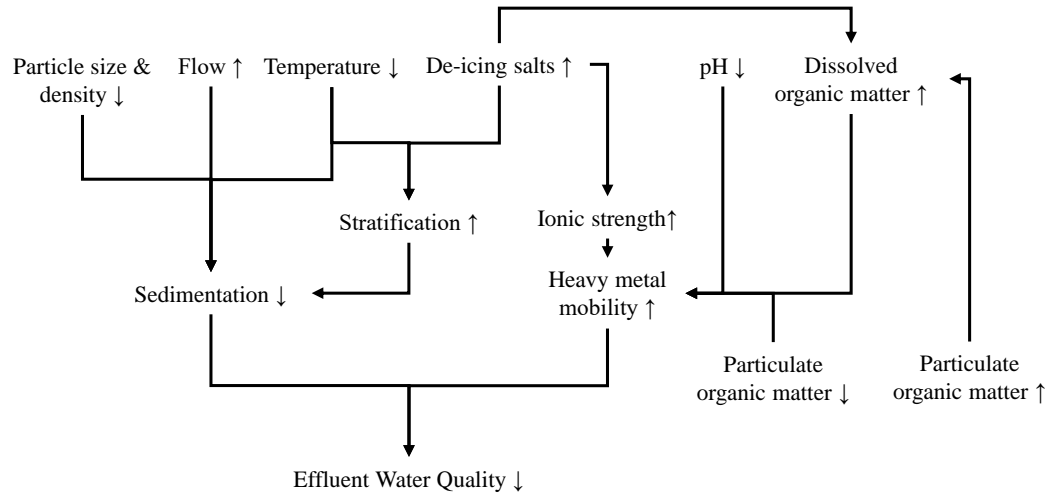 Particle size &
density ↓
Flow ↑
Temperature ↓
De-icing salts ↑
pH ↓
Dissolved
organic matter ↑
Stratification ↑
Ionic strength↑
Sedimentation ↓
Heavy metal
mobility ↑
Particulate
organic matter ↓
Particulate
organic matter ↑
Effluent Water Quality ↓